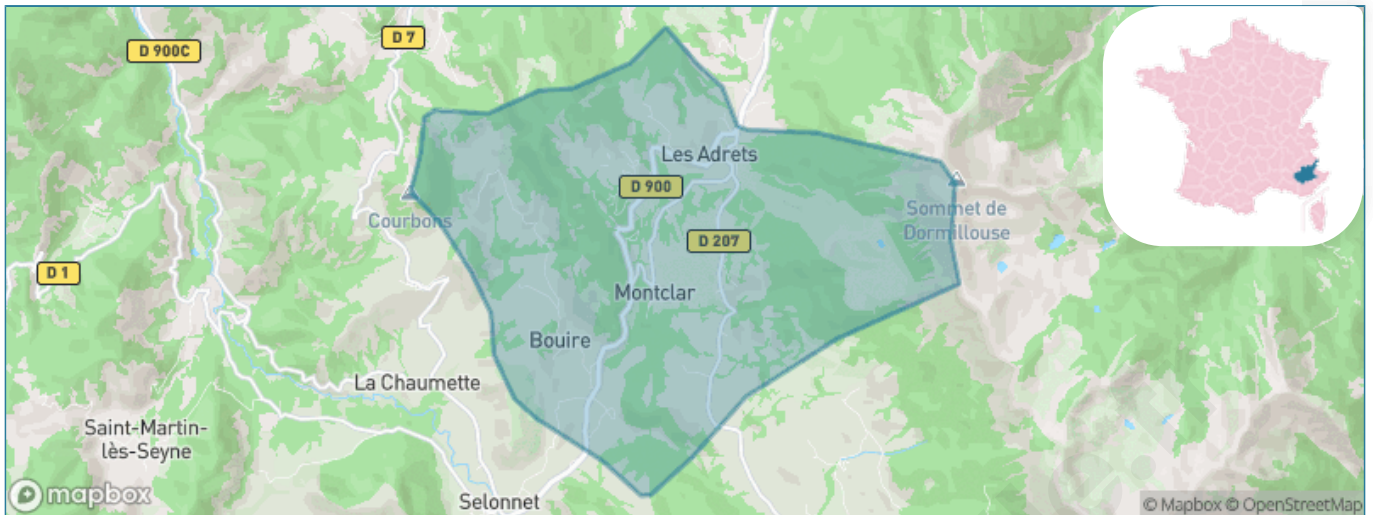 D 900C
D 7
Les Adrets
D 900
Courbons
Sommet de
Dormillouse
D 207
D 1
Montclar
Bouire
La Chaumette
Saint-Martin-
lès-Seyne
Selonnet
mapbox
© Mapbox © OpenStreetMap